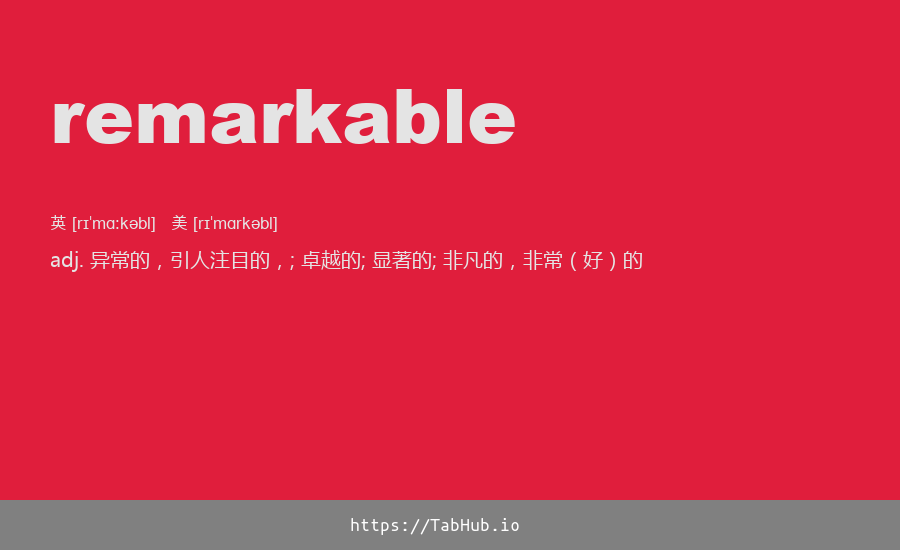 remarkable
英 [rɪˈmɑːkəbl] 美 [rɪˈmɑrkəbl]
adj. 异常的，引人注目的，; 卓越的; 显著的; 非凡的，非常（好）的
https://TabHub.io